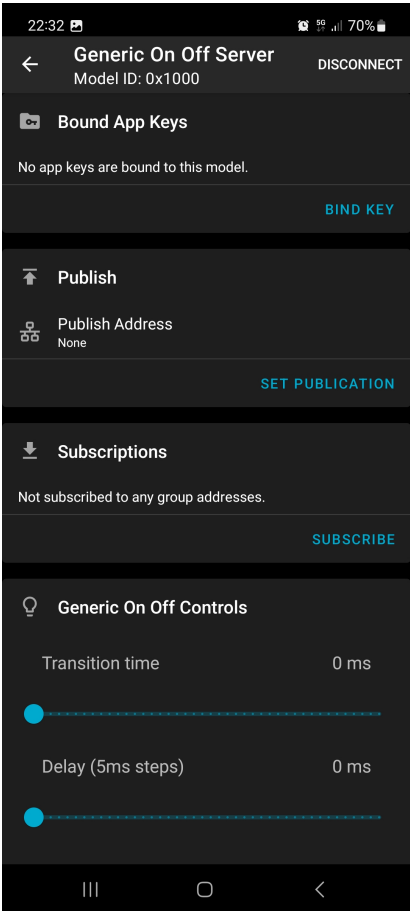 22:32 5G 70%
Generic On Off Server
Model ID: 0x1000
DISCONNECT
Bound App Keys
No app keys are bound to this model.
BIND KEY
Publish
Publish Address
None
SET PUBLICATION
Subscriptions
Not subscribed to any group addresses.
SUBSCRIBE
Generic On Off Controls
Transition time 0 ms
Delay (5ms steps) 0 ms